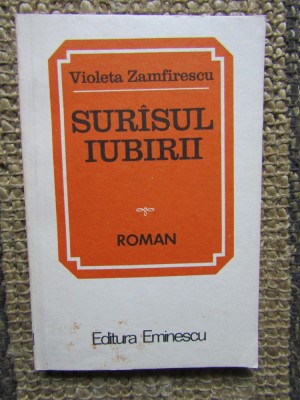 Violeta Zamfirescu
SURÎSUL
IUBIRII
ROMAN
Editura Eminescu